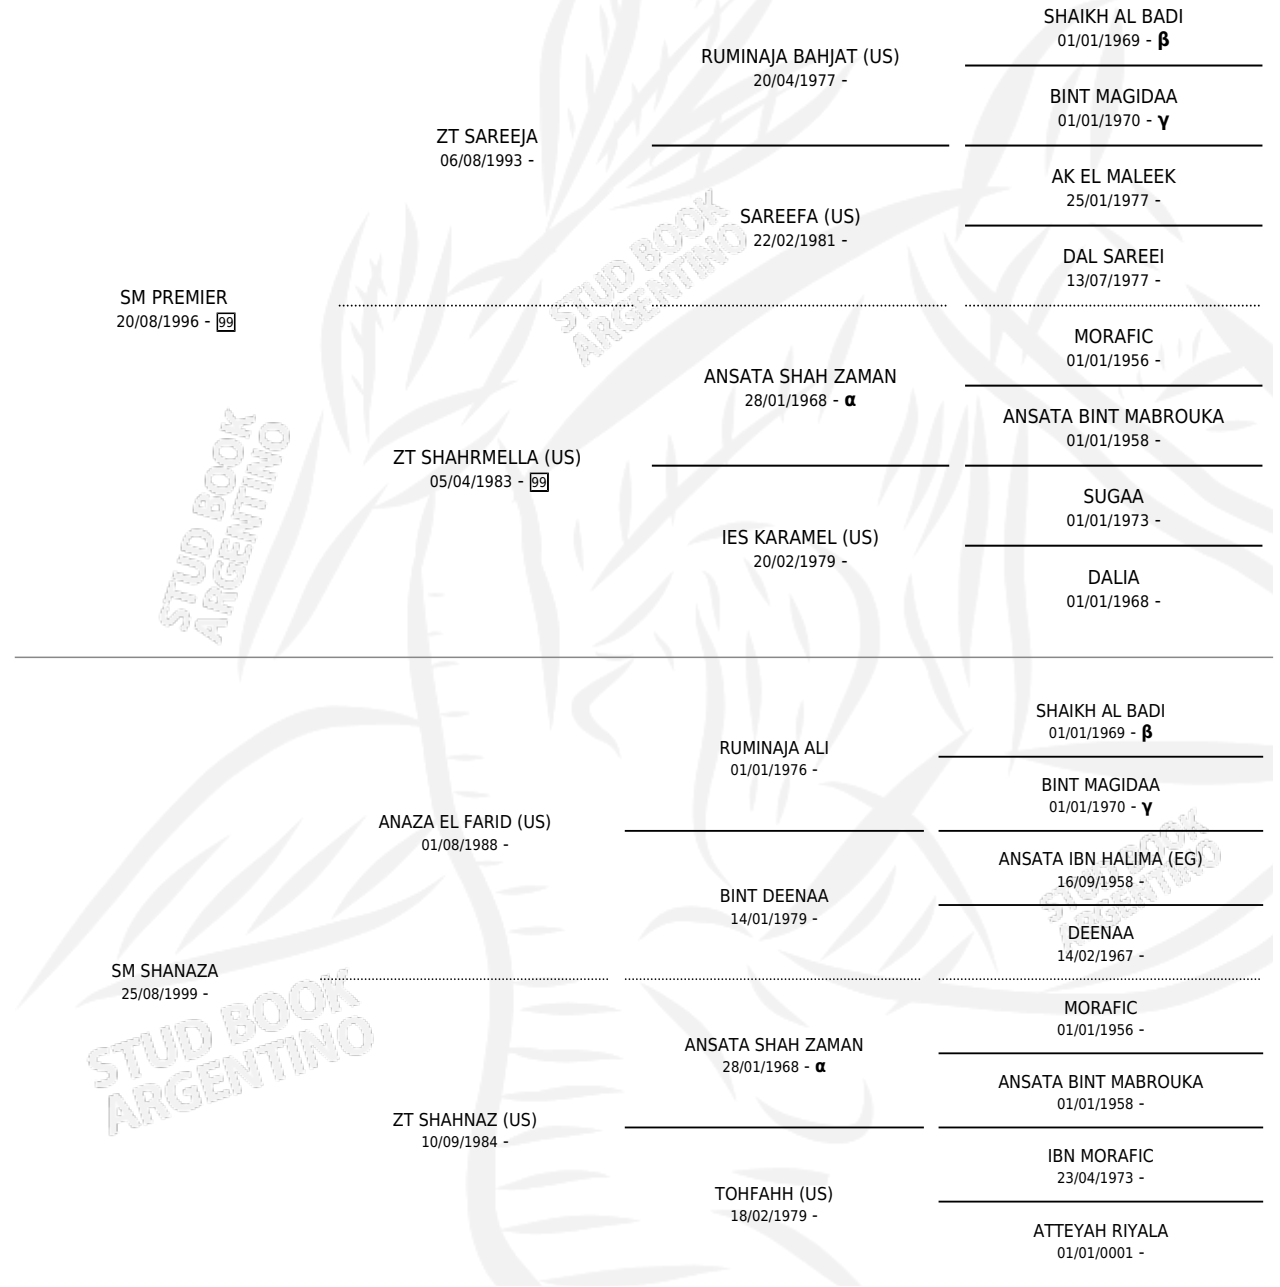 SHAIKH AL BADI
01/01/1969 - β
RUMINAJA BAHJAT (US)
20/04/1977 -
BINT MAGIDAA
01/01/1970 - γ
ZT SAREEJA
06/08/1993 -
AK EL MALEEK
25/01/1977 -
SAREEFA (US)
22/02/1981 -
DAL SAREEI
13/07/1977 -
STUD BOOK
ARGENTINO
SM PREMIER
20/08/1996 - 99
MORAFIC
01/01/1956 -
ANSATA SHAH ZAMAN
28/01/1968 - α
ANSATA BINT MABROUKA
01/01/1958 -
ZT SHAHRMELLA (US)
05/04/1983 - 99
SUGAA
01/01/1973 -
IES KARAMEL (US)
20/02/1979 -
DALIA
01/01/1968 -
STUD BOOK
ARGENTINO
SHAIKH AL BADI
01/01/1969 - β
RUMINAJA ALI
01/01/1976 -
BINT MAGIDAA
01/01/1970 - γ
ANAZA EL FARID (US)
01/08/1988 -
ANSATA IBN HALIMA (EG)
16/09/1958 -
BINT DEENAA
14/01/1979 -
DEENAA
14/02/1967 -
STUD BOOK
ARGENTINO
SM SHANAZA
25/08/1999 -
MORAFIC
01/01/1956 -
ANSATA SHAH ZAMAN
28/01/1968 - α
ANSATA BINT MABROUKA
01/01/1958 -
STUD BOOK
ARGENTINO
ZT SHAHNAZ (US)
10/09/1984 -
IBN MORAFIC
23/04/1973 -
TOHFAHH (US)
18/02/1979 -
ATTEYAH RIYALA
01/01/0001 -